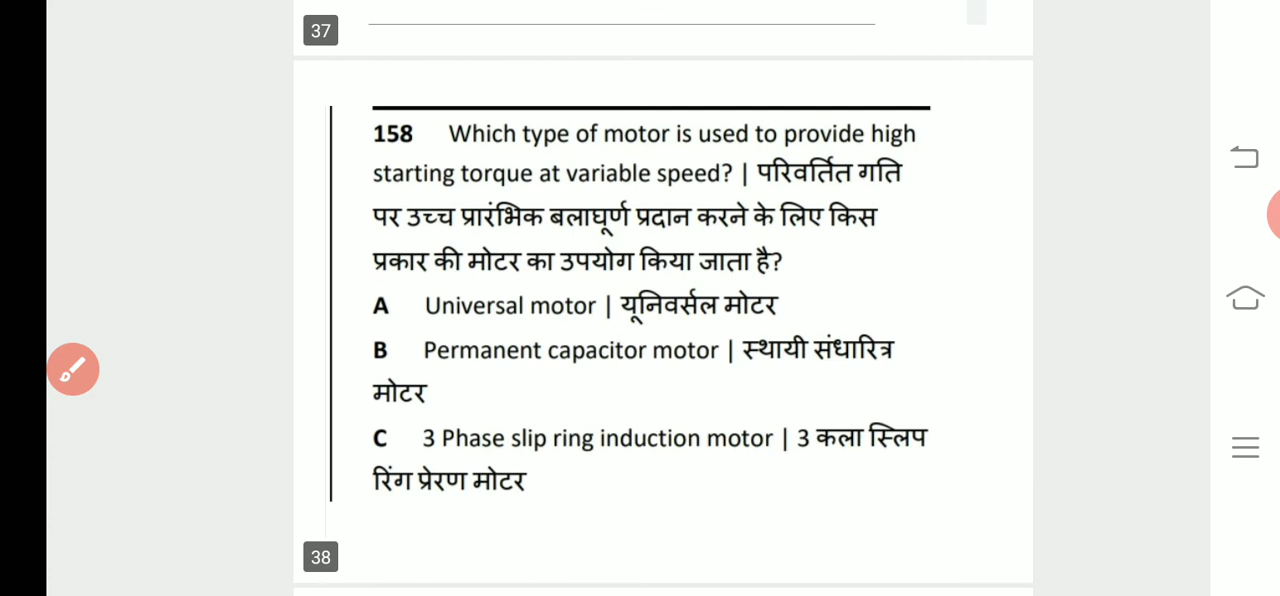 37
158 Which type of motor is used to provide high
starting torque at variable speed? | परिवर्तित गति
पर उच्च प्रारंभिक बलाघूर्ण प्रदान करने के लिए किस
प्रकार की मोटर का उपयोग किया जाता है?
A Universal motor | यूनिवर्सल मोटर
B Permanent capacitor motor | स्थायी संधारित्र
मोटर
C 3 Phase slip ring induction motor | 3 कला स्लिप
रिंग प्रेरण मोटर
38